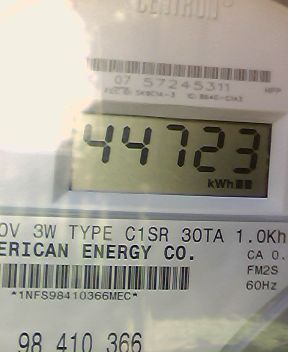 CENTRON®
07 57245311
44723
kWh
0V 3W TYPE C1SR 30TA 1.0Kh
ERICAN ENERGY CO.
CA 0.
FM2S
*1NFS98410366MEC*
60Hz
98 410 366